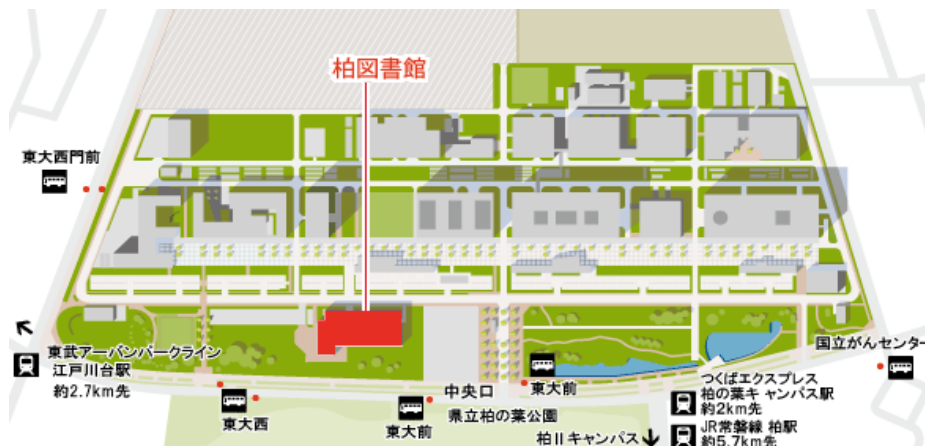 柏図書館
東大西門前
東武アーバンパークライン
江戸川台駅
約2.7km先
東大西
中央口
東大前
県立柏の葉公園
東大前
国立がんセンター
つくばエクスプレス
柏の葉キャンパス駅
約2km先
JR常磐線 柏駅
約5.7km先
柏IIキャンパス